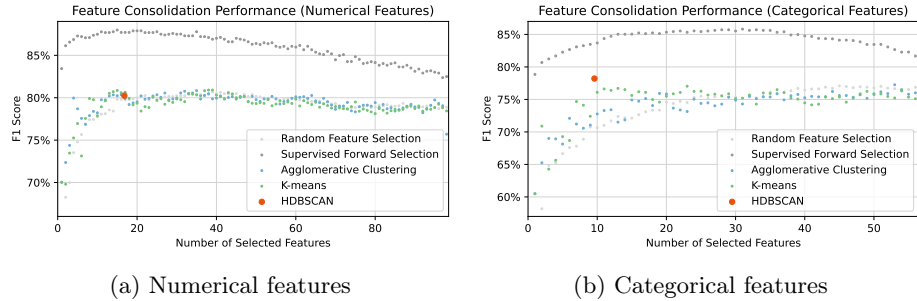 Feature Consolidation Performance (Numerical Features)
85%
80%
75%
70%
F1 Score
Random Feature Selection
Supervised Forward Selection
Agglomerative Clustering
K-means
HDBSCAN
0 20 40 60 80
Number of Selected Features
(a) Numerical features
Feature Consolidation Performance (Categorical Features)
85%
80%
75%
70%
65%
60%
F1 Score
Random Feature Selection
Supervised Forward Selection
Agglomerative Clustering
K-means
HDBSCAN
0 10 20 30 40 50
Number of Selected Features
(b) Categorical features